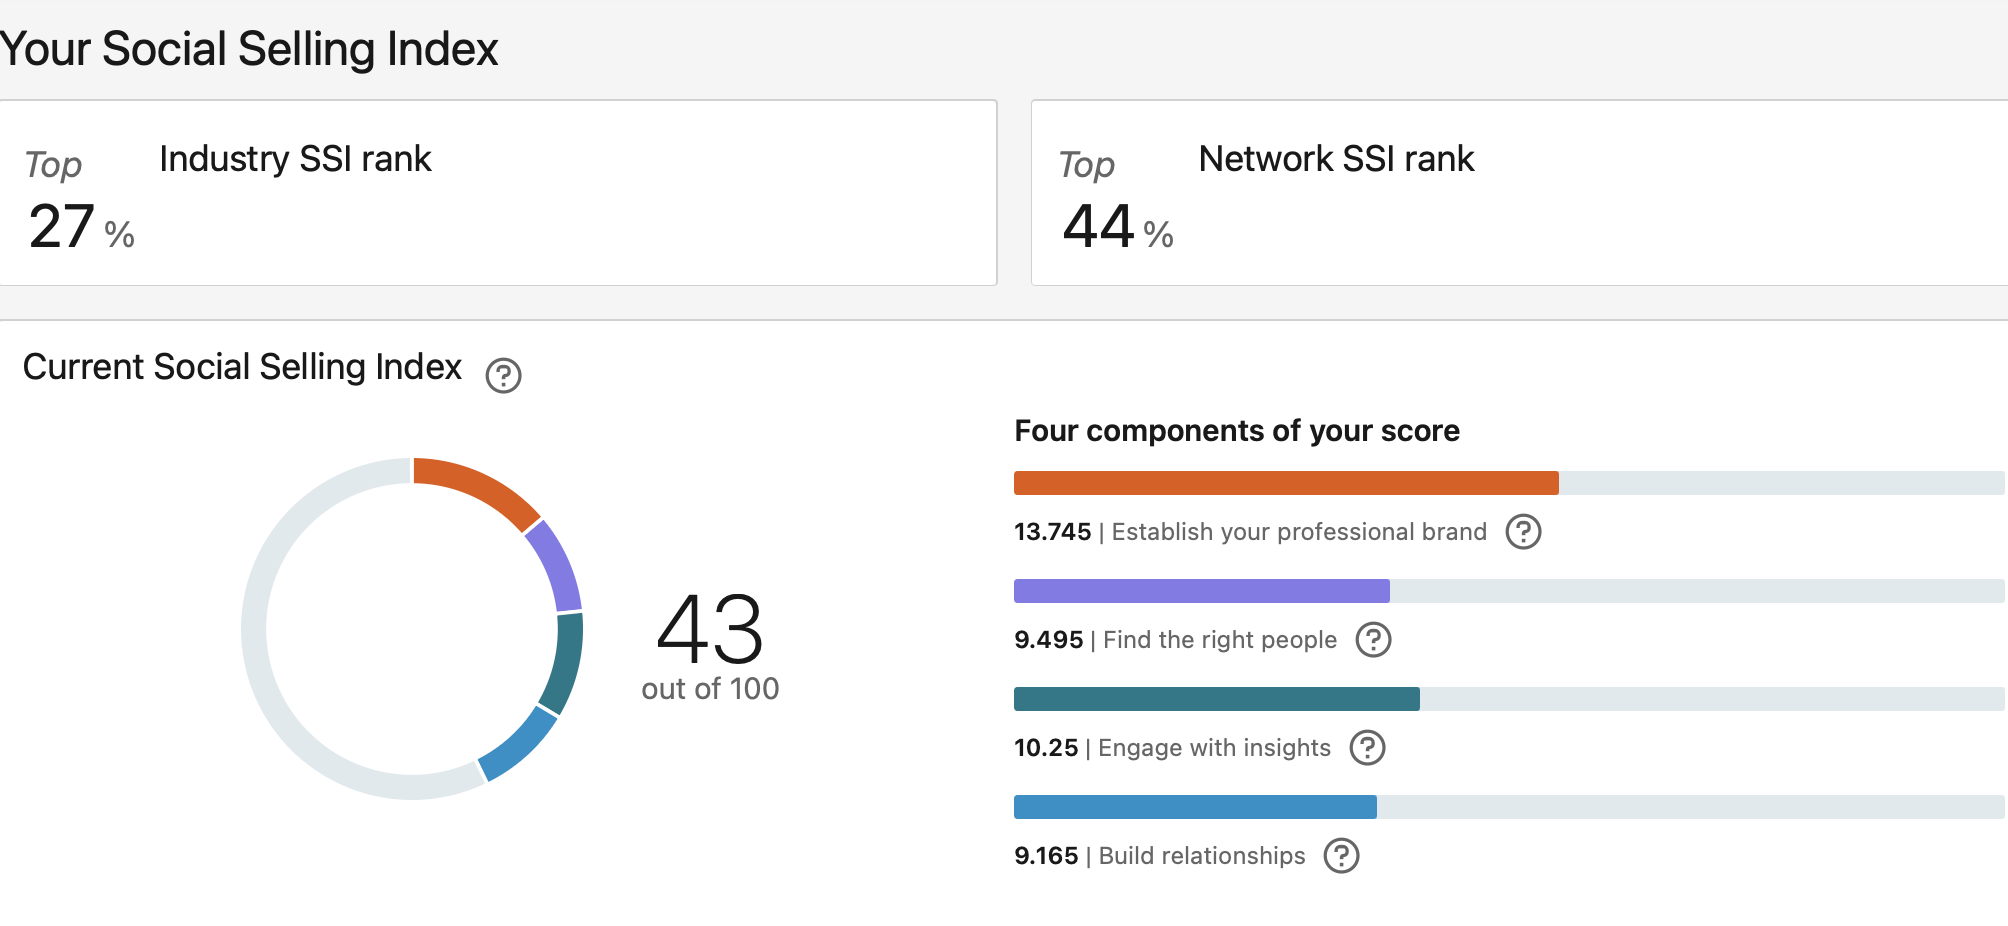 Your Social Selling Index
Top
27 %
Industry SSI rank
Top
44 %
Network SSI rank
Current Social Selling Index ?
43
out of 100
Four components of your score
13.745 | Establish your professional brand ?
9.495 | Find the right people ?
10.25 | Engage with insights ?
9.165 | Build relationships ?